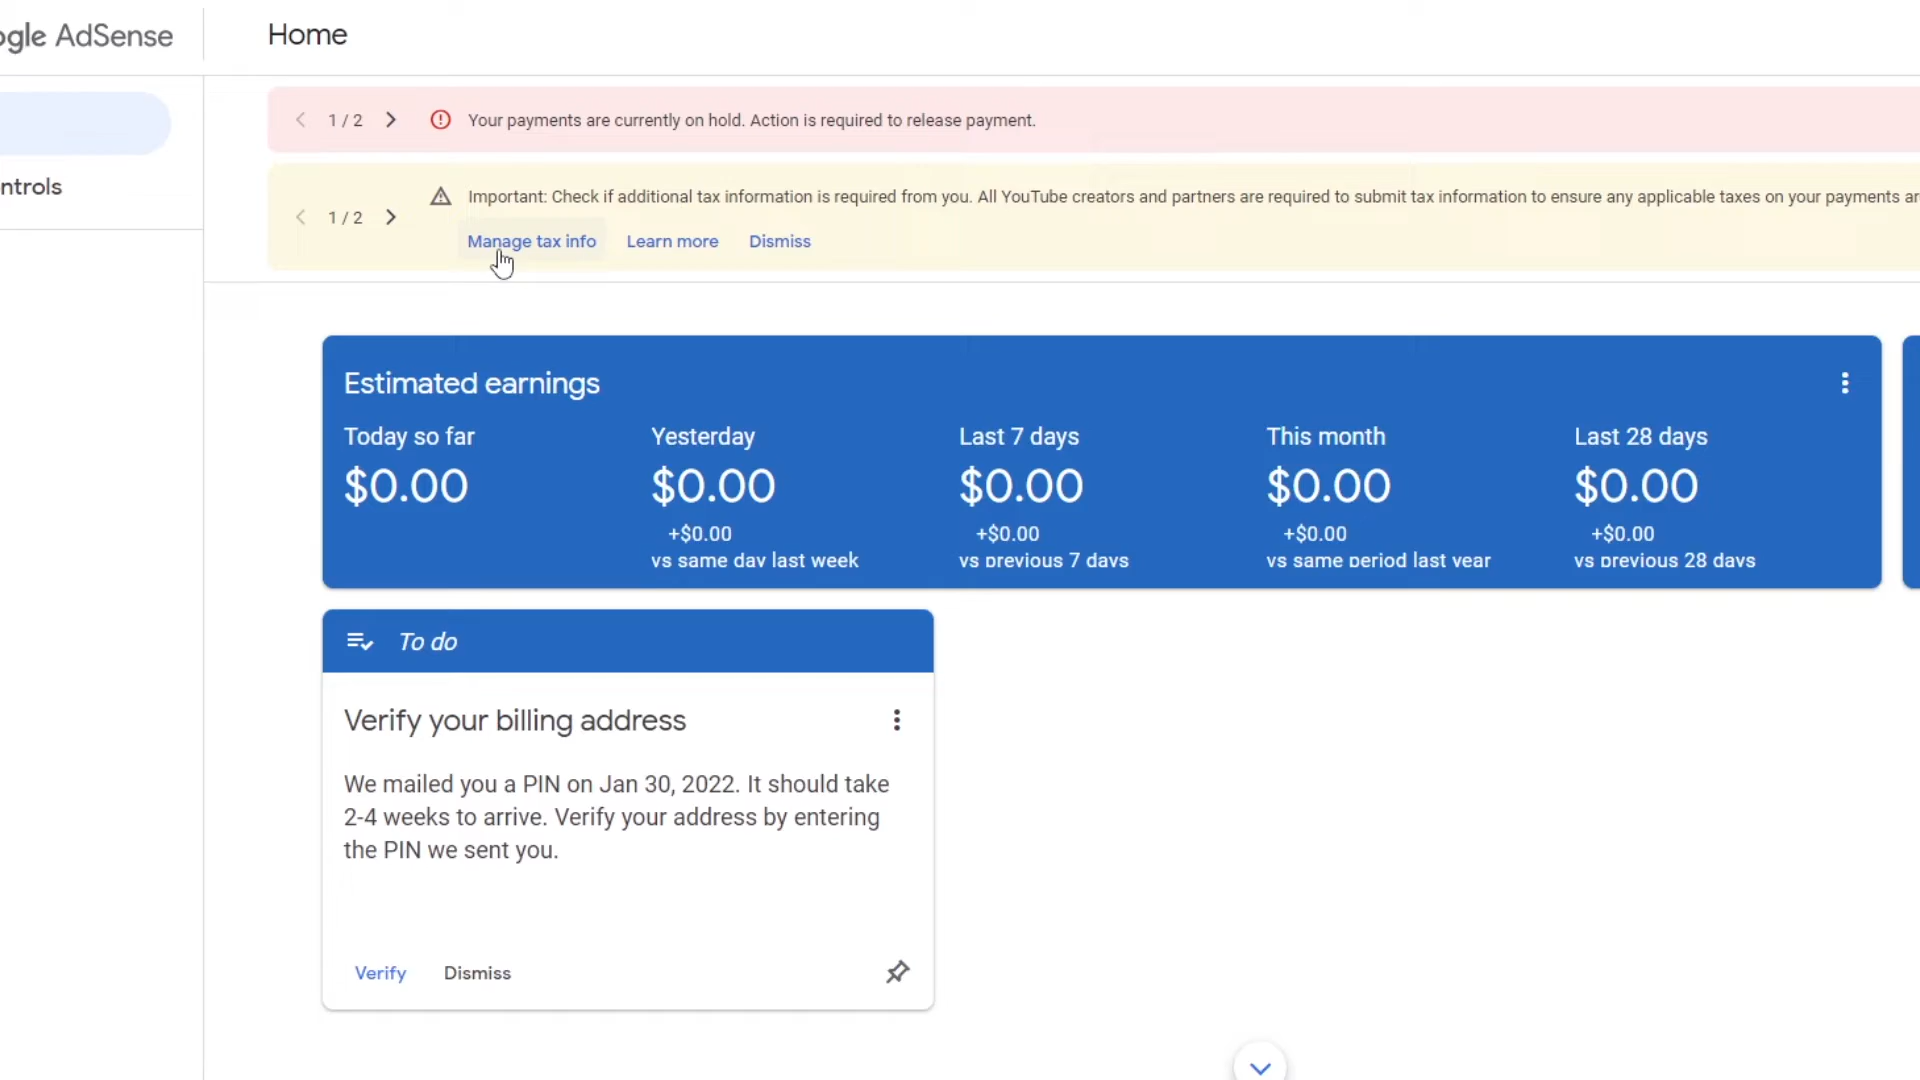 ogle AdSense
Home
1 / 2
Your payments are currently on hold. Action is required to release payment.
ntrols
1 / 2
Important: Check if additional tax information is required from you. All YouTube creators and partners are required to submit tax information to ensure any applicable taxes on your payments ar
Manage tax info Learn more Dismiss
Estimated earnings
Today so far Yesterday Last 7 days This month Last 28 days
$0.00 $0.00 $0.00 $0.00 $0.00
+$0.00 +$0.00 +$0.00 +$0.00
vs same day last week vs previous 7 days vs same period last year vs previous 28 days
To do
Verify your billing address
We mailed you a PIN on Jan 30, 2022. It should take
2-4 weeks to arrive. Verify your address by entering
the PIN we sent you.
Verify Dismiss